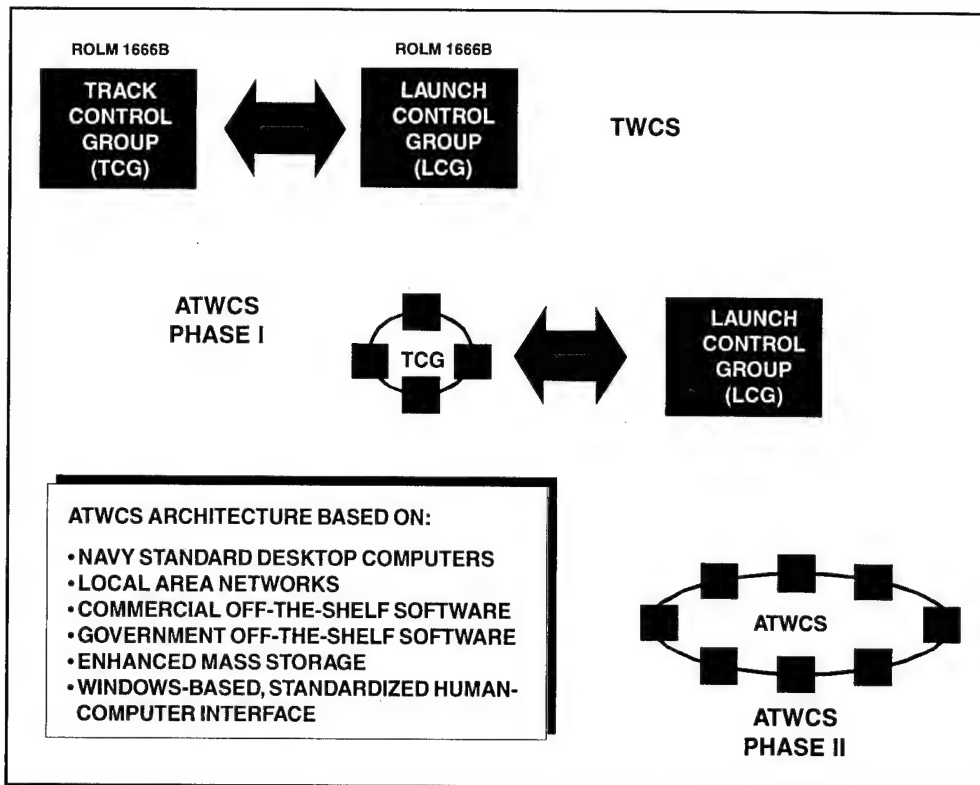 ROLM 1666B
TRACK
CONTROL
GROUP
(TCG)
ROLM 1666B
LAUNCH
CONTROL
GROUP
(LCG)
TWCS
ATWCS
PHASE I
TCG
LAUNCH
CONTROL
GROUP
(LCG)
ATWCS ARCHITECTURE BASED ON:
•NAVY STANDARD DESKTOP COMPUTERS
•LOCAL AREA NETWORKS
•COMMERCIAL OFF-THE-SHELF SOFTWARE
•GOVERNMENT OFF-THE-SHELF SOFTWARE
•ENHANCED MASS STORAGE
•WINDOWS-BASED, STANDARDIZED HUMAN-
COMPUTER INTERFACE
ATWCS
ATWCS
PHASE II